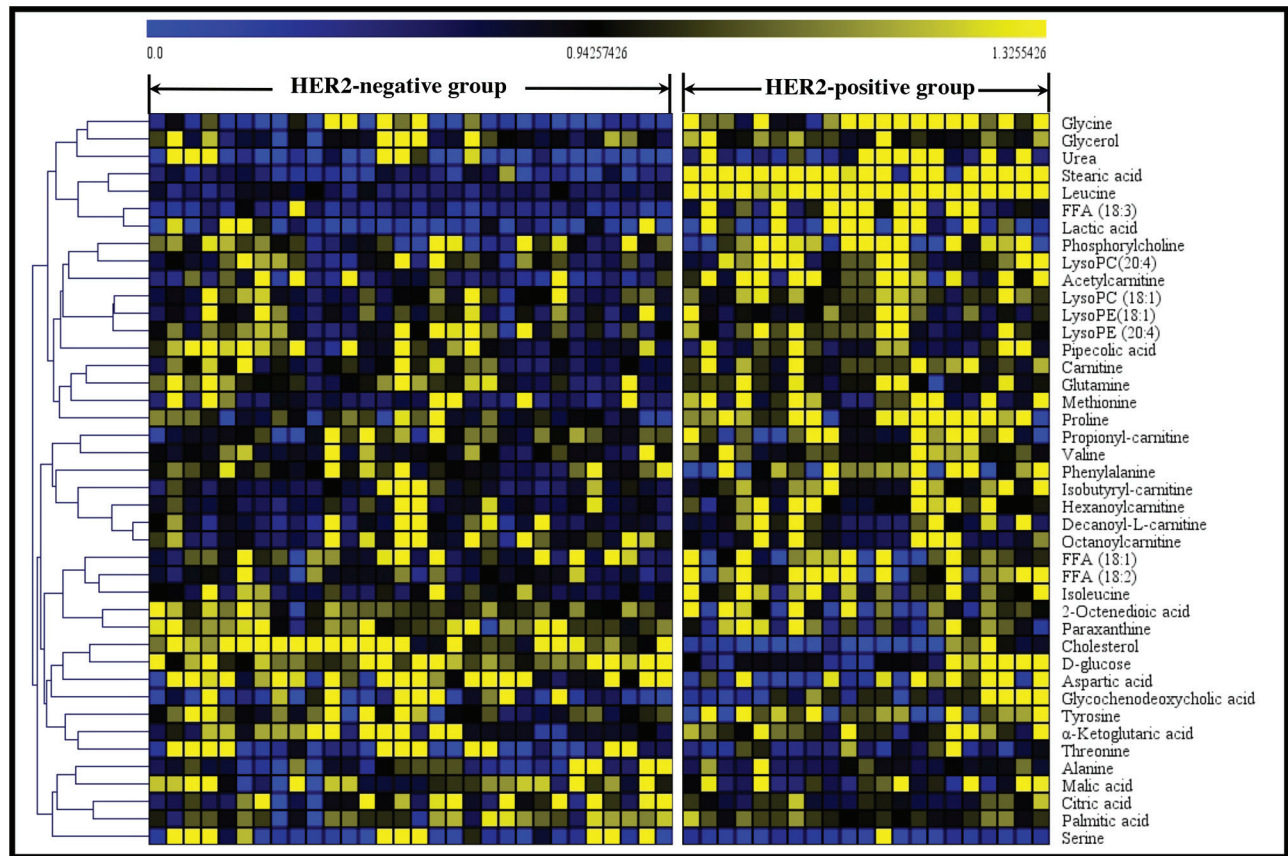 0.0 0.94257426 1.3255426
HER2-negative group HER2-positive group
Glycine
Glycerol
Urea
Stearic acid
Leucine
FFA (18:3)
Lactic acid
Phosphorylcholine
LysoPC(20:4)
Acetylcarnitine
LysoPC (18:1)
LysoPE(18:1)
LysoPE (20:4)
Pipecolic acid
Carnitine
Glutamine
Methionine
Proline
Propionyl-carnitine
Valine
Phenylalanine
Isobutyryl-carnitine
Hexanoylcarnitine
Decanoyl-L-carnitine
Octanoylcarnitine
FFA (18:1)
FFA (18:2)
Isoleucine
2-Octenedioic acid
Paraxanthine
Cholesterol
D-glucose
Aspartic acid
Glycochenodeoxycholic acid
Tyrosine
α-Ketoglutaric acid
Threonine
Alanine
Malic acid
Citric acid
Palmitic acid
Serine